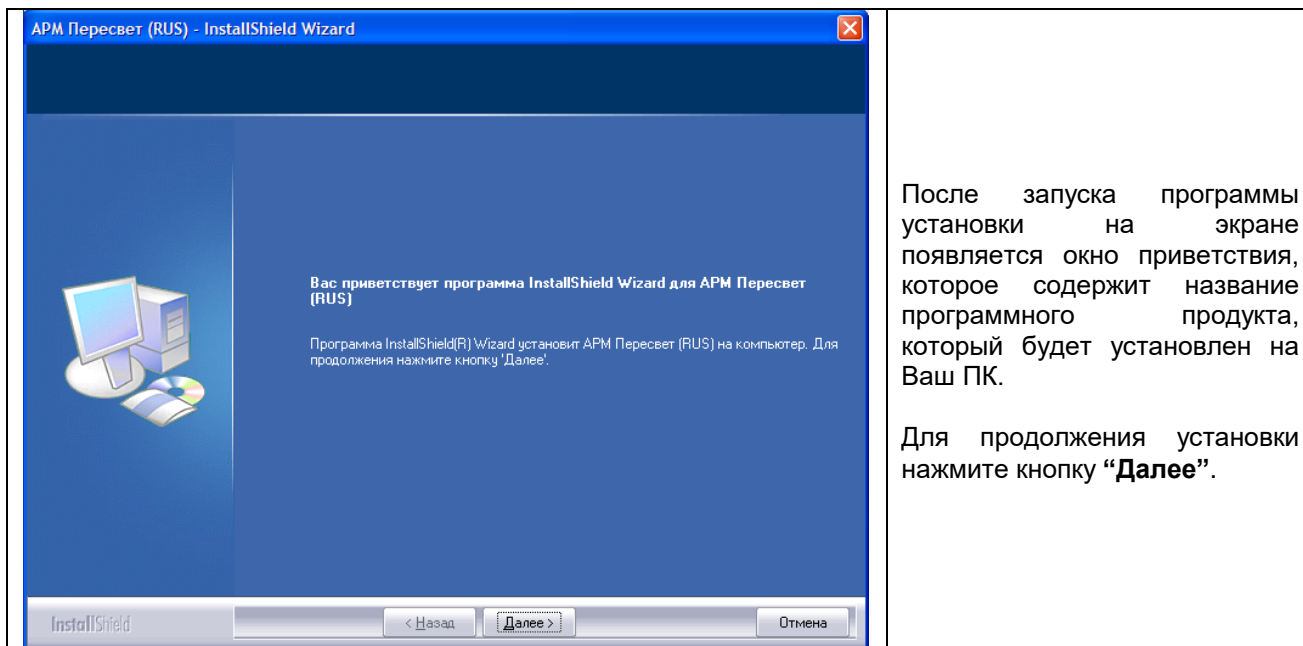 АРМ Пересвет (RUS) - InstallShield Wizard
Вас приветствует программа InstallShield Wizard для АРМ Пересвет
(RUS)
Программа InstallShield(R) Wizard установит АРМ Пересвет (RUS) на компьютер. Для
продолжения нажмите кнопку 'Далее'.
InstallShield
< Назад
Далее >
Отмена
После запуска программы
установки на экране
появляется окно приветствия,
которое содержит название
программного продукта,
который будет установлен на
Ваш ПК.
Для продолжения установки
нажмите кнопку “Далее”.